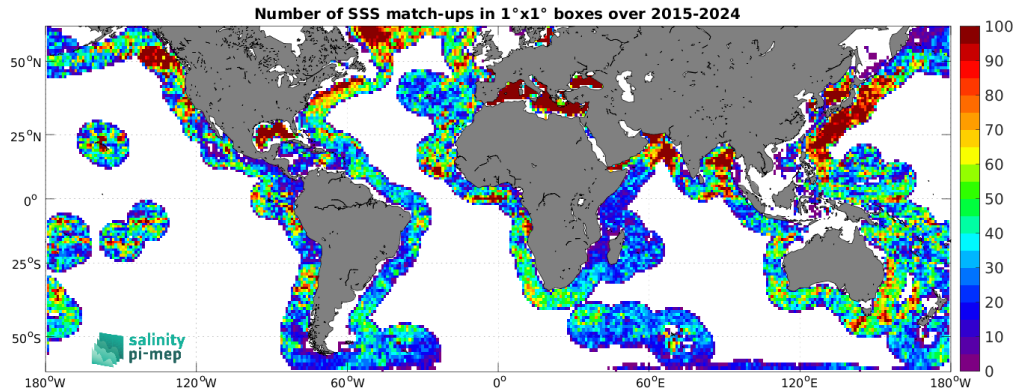 Number of SSS match-ups in 1°x1° boxes over 2015-2024
50°N
25°N
0°
25°S
50°S
180°W
120°W
60°W
0°
60°E
120°E
180°W
100
90
80
70
60
50
40
30
20
10
0
salinity
pi-mep